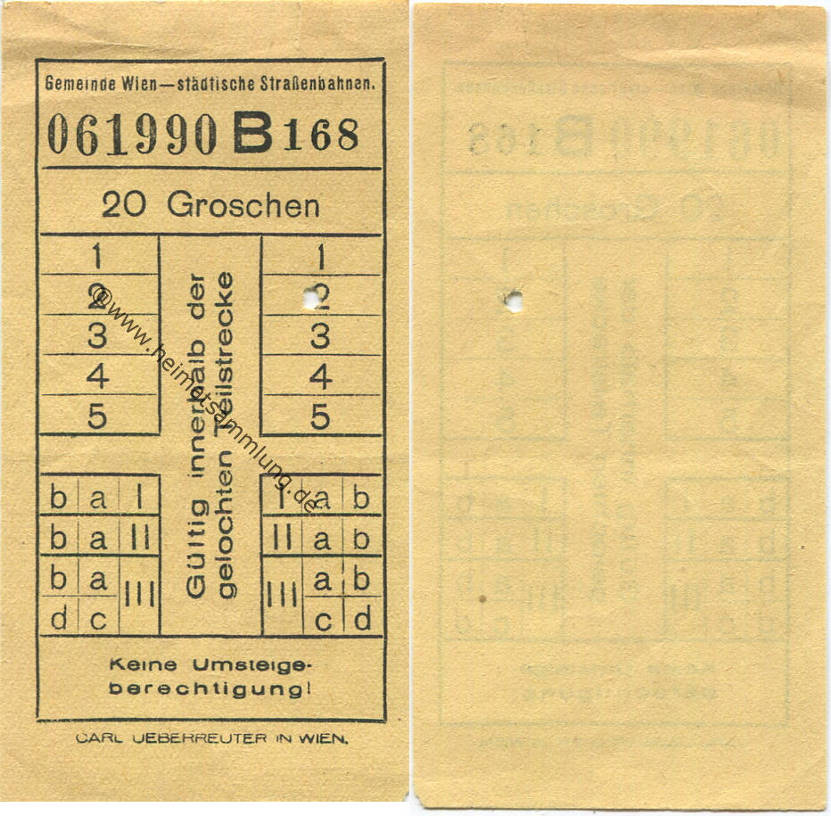 Gemeinde Wien—städtische Straßenbahnen.
061990 B 168
20 Groschen
1 1
2 2
3 3
4 4
5 5
Gültig innerhalb der
gelochten Teilstrecke
b a I I a b
b a II II a b
b a III III a b
d c c d
Keine Umsteige-
berechtigung!
CARL UEBERREUTER IN WIEN.
@www.heimatsammlung.de